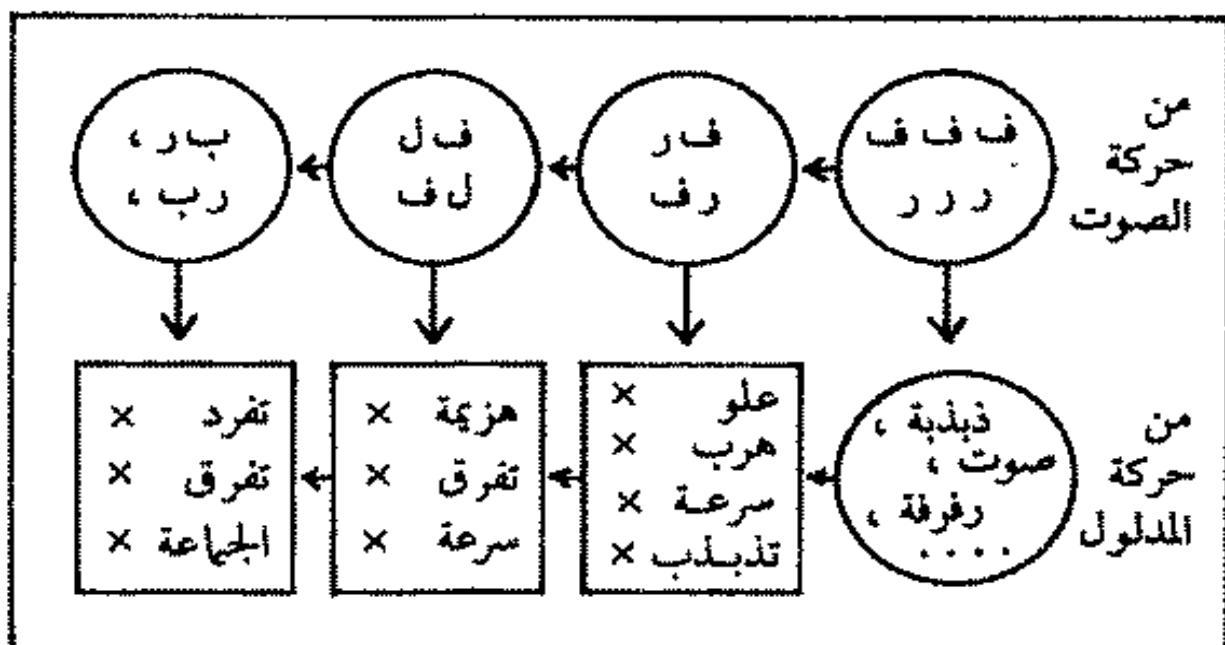 من
حركة
الصوت
ف ف ف
ر ر ر
ف ر
ر ف
ف ل
ل ف
ب ر ،
ر ب ،
من
حركة
المدلول
ذبذبة ،
صوت ،
رفرفة ،
. . . .
علو ×
هرب ×
سرعة ×
تذبذب ×
هزيمة ×
تفرق ×
سرعة ×
تفرد ×
تفرق ×
الجماعة ×